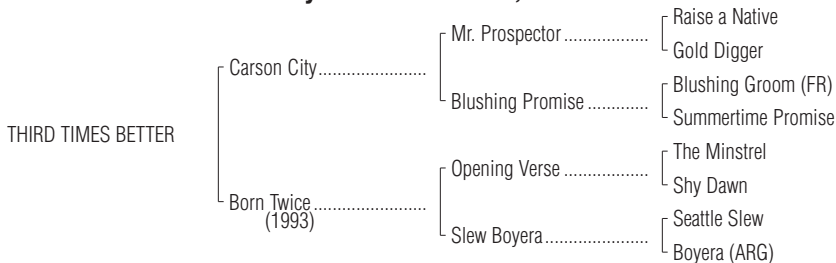 Raise a Native
Mr. Prospector
Gold Digger
Carson City
Blushing Groom (FR)
Blushing Promise
Summertime Promise
THIRD TIMES BETTER
The Minstrel
Opening Verse
Shy Dawn
Born Twice
(1993)
Seattle Slew
Slew Boyera
Boyera (ARG)